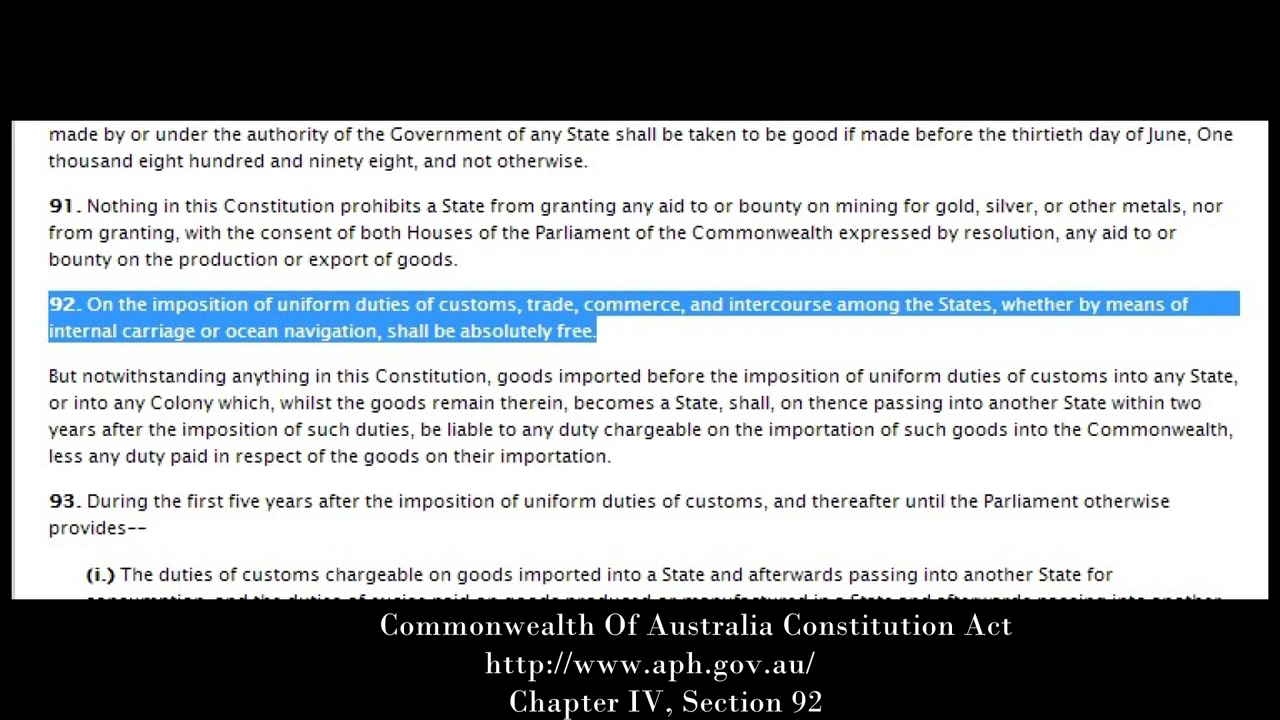 made by or under the authority of the Government of any State shall be taken to be good if made before the thirtieth day of June, One
thousand eight hundred and ninety eight, and not otherwise.
91. Nothing in this Constitution prohibits a State from granting any aid to or bounty on mining for gold, silver, or other metals, nor
from granting, with the consent of both Houses of the Parliament of the Commonwealth expressed by resolution, any aid to or
bounty on the production or export of goods.
92. On the imposition of uniform duties of customs, trade, commerce, and intercourse among the States, whether by means of
internal carriage or ocean navigation, shall be absolutely free.
But notwithstanding anything in this Constitution, goods imported before the imposition of uniform duties of customs into any State,
or into any Colony which, whilst the goods remain therein, becomes a State, shall, on thence passing into another State within two
years after the imposition of such duties, be liable to any duty chargeable on the importation of such goods into the Commonwealth,
less any duty paid in respect of the goods on their importation.
93. During the first five years after the imposition of uniform duties of customs, and thereafter until the Parliament otherwise
provides--
(i.) The duties of customs chargeable on goods imported into a State and afterwards passing into another State for
Commonwealth Of Australia Constitution Act
http://www.aph.gov.au/
Chapter IV, Section 92